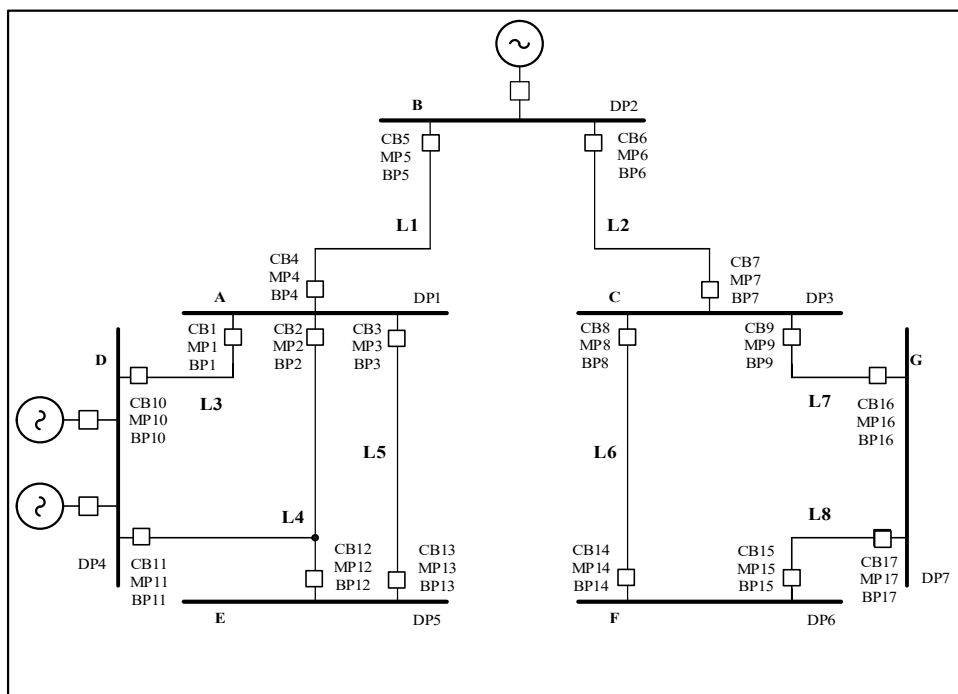 B
DP2
CB5
MP5
BP5
CB6
MP6
BP6
L1
L2
CB4
MP4
BP4
CB7
MP7
BP7
A
DP1
C
DP3
CB1
MP1
BP1
CB2
MP2
BP2
CB3
MP3
BP3
CB8
MP8
BP8
CB9
MP9
BP9
D
G
L3
L7
CB10
MP10
BP10
CB16
MP16
BP16
L5
L6
L4
L8
DP4
CB11
MP11
BP11
CB12
MP12
BP12
CB13
MP13
BP13
CB14
MP14
BP14
CB15
MP15
BP15
CB17
MP17
BP17
DP7
E
DP5
F
DP6